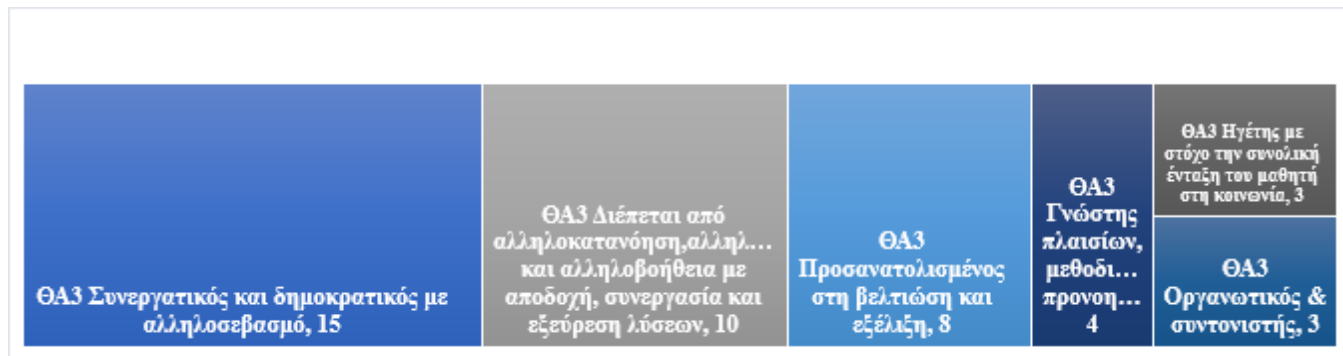 ΘΑ3 Συνεργατικός και δημοκρατικός με
αλληλοσεβασμό, 15
ΘΑ3 Διέπεται από
αλληλοκατανόηση,αλληλ…
και αλληλοβοήθεια με
αποδοχή, συνεργασία και
εξεύρεση λύσεων, 10
ΘΑ3
Προσανατολισμένος
στη βελτίωση και
εξέλιξη, 8
ΘΑ3
Γνώστης
πλαισίων,
μεθοδι…
προνοη…
4
ΘΑ3 Ηγέτης με
στόχο την συνολική
ένταξη του μαθητή
στη κοινωνία, 3
ΘΑ3
Οργανωτικός &
συντονιστής, 3